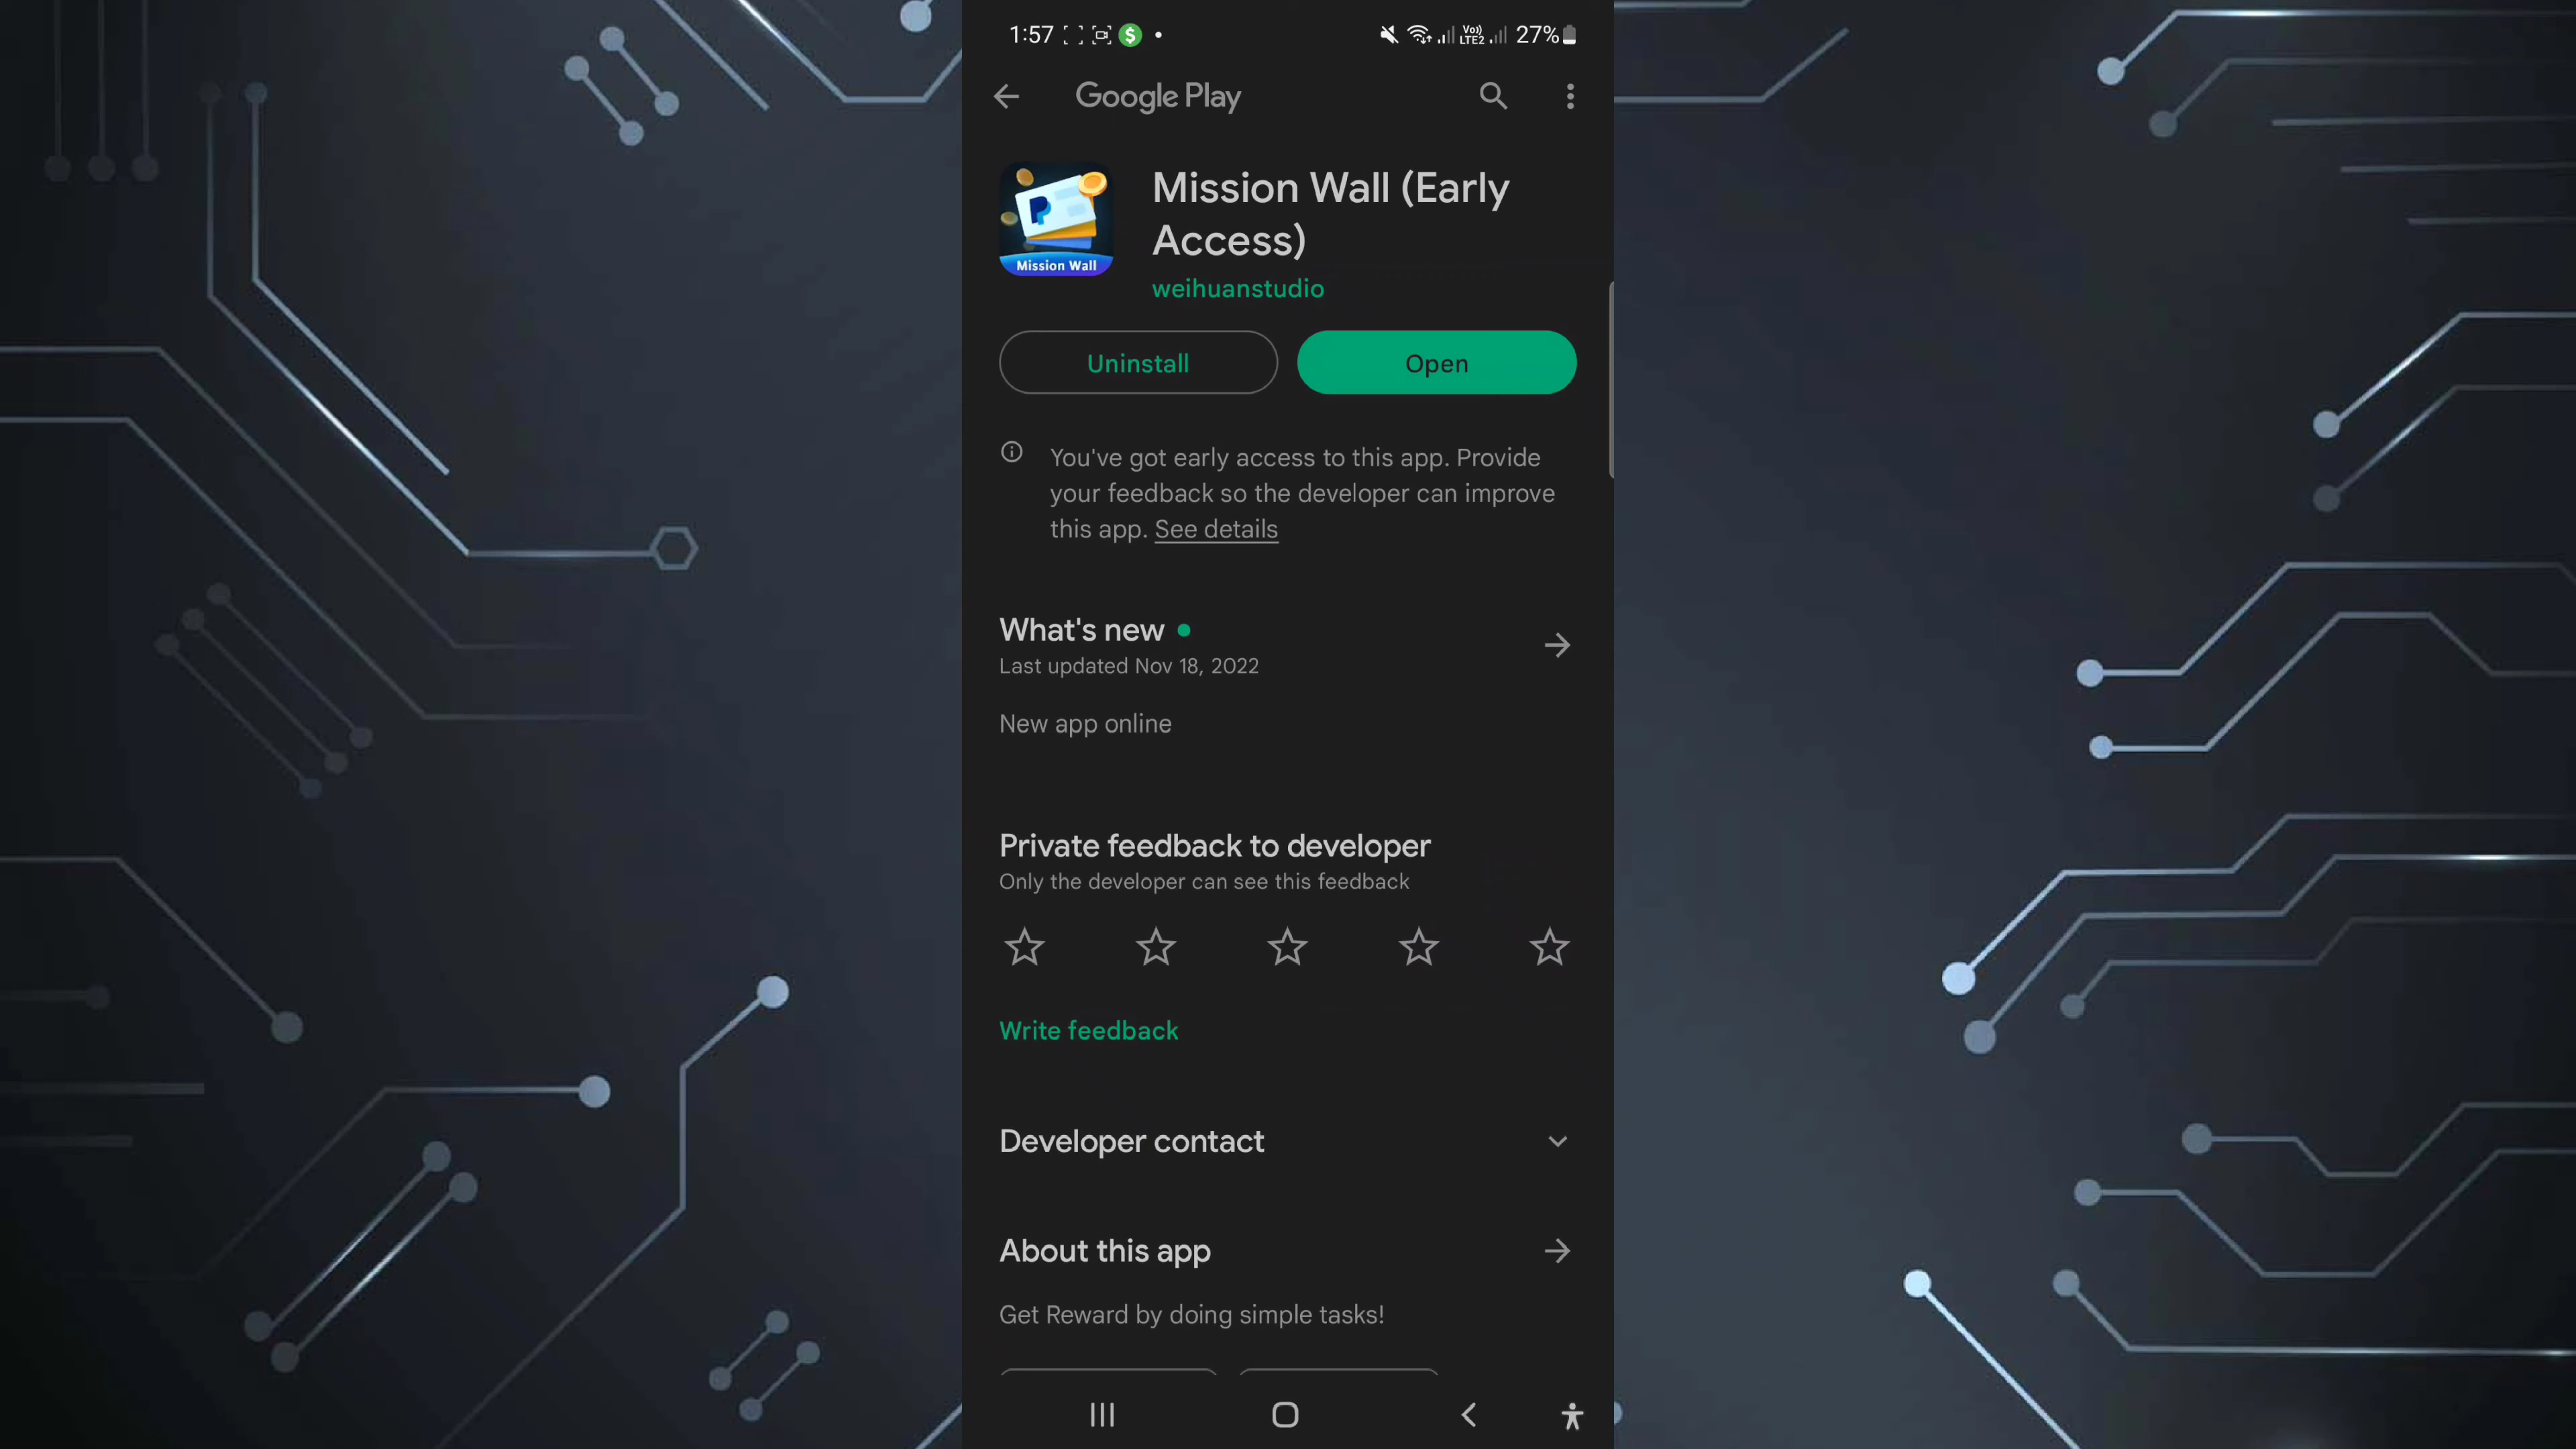 1:57 Vo) LTE2 27%
Google Play
Mission Wall (Early
Access)
Mission Wall
weihuanstudio
Uninstall
Open
You've got early access to this app. Provide
your feedback so the developer can improve
this app. See details
What's new
Last updated Nov 18, 2022
New app online
Private feedback to developer
Only the developer can see this feedback
Write feedback
Developer contact
About this app
Get Reward by doing simple tasks!